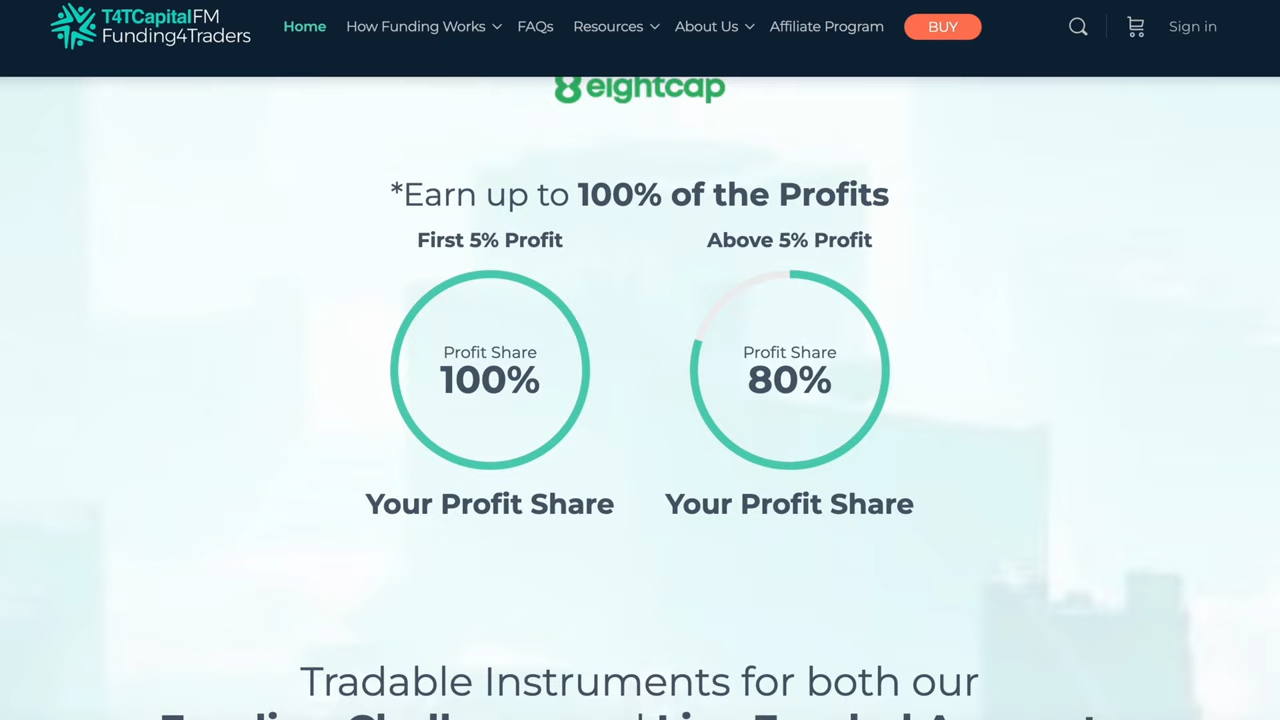 T4TCapitalFM
Funding4Traders
Home How Funding Works FAQs Resources About Us Affiliate Program BUY Sign in
eightcap
*Earn up to 100% of the Profits
First 5% Profit Above 5% Profit
Profit Share Profit Share
100% 80%
Your Profit Share Your Profit Share
Tradable Instruments for both our